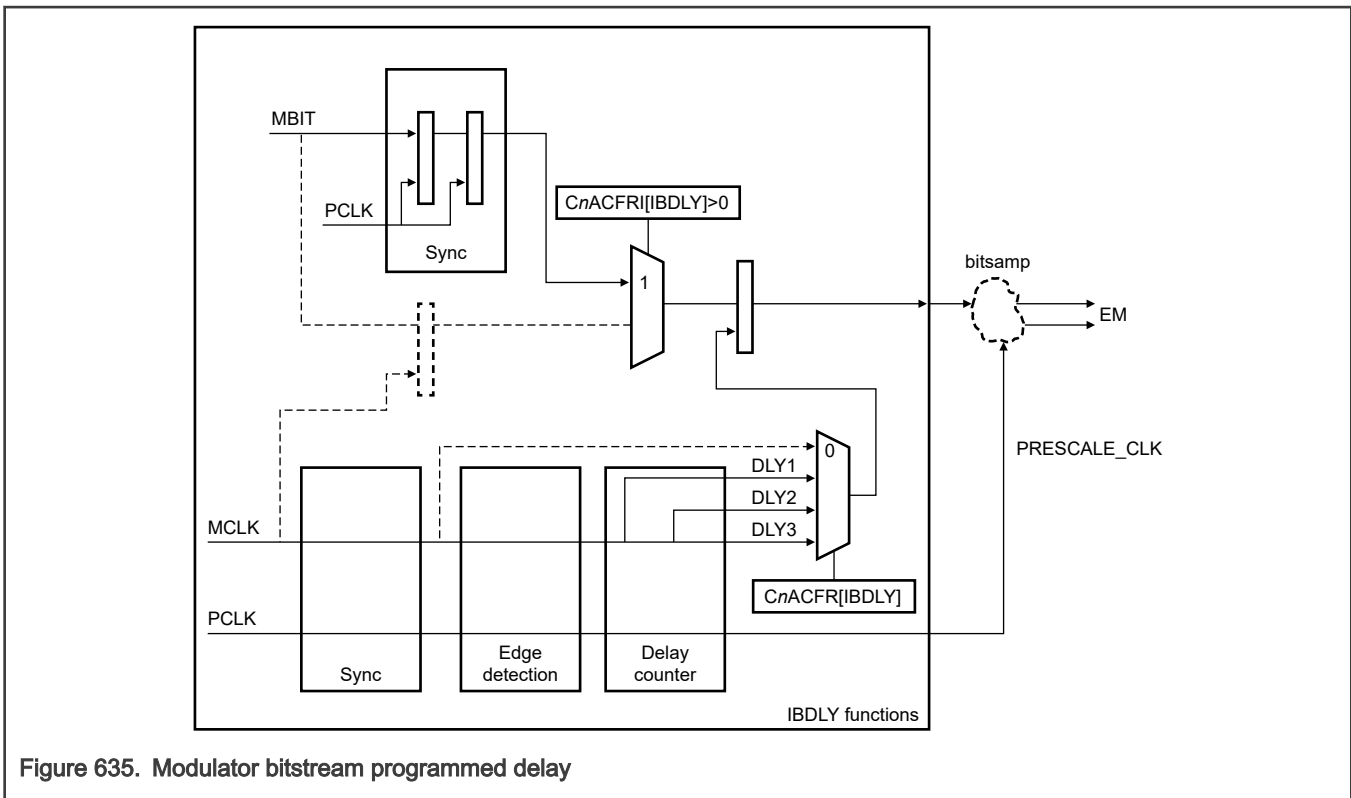 MBIT
PCLK
Sync
CnACFRI[IBDLY]>0
1
bitsamp
EM
0
DLY1
DLY2
DLY3
PRESCALE_CLK
MCLK
CnACFR[IBDLY]
PCLK
Sync
Edge
detection
Delay
counter
IBDLY functions
Figure 635. Modulator bitstream programmed delay